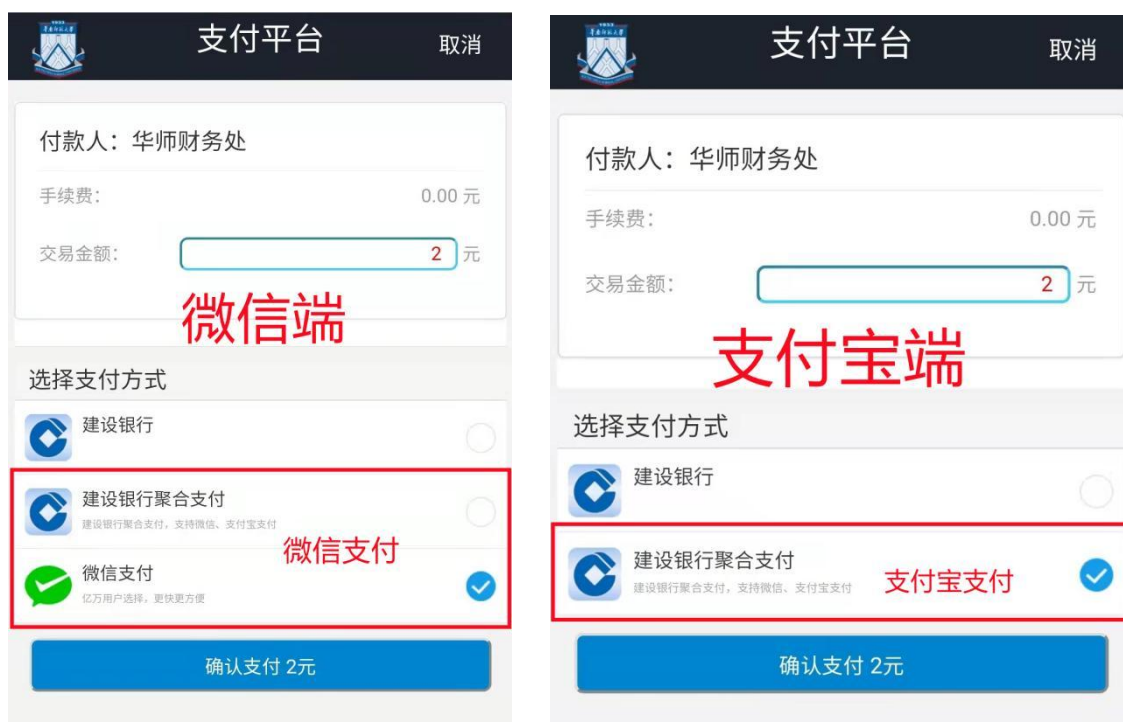 支付平台
取消
付款人：华师财务处
手续费：
0.00 元
交易金额：
2 元
微信端
选择支付方式
建设银行
建设银行聚合支付
建设银行聚合支付，支持微信、支付宝支付
微信支付
微信支付
亿万用户选择，更快更方便
确认支付 2元
支付平台
取消
付款人：华师财务处
手续费：
0.00 元
交易金额：
2 元
支付宝端
选择支付方式
建设银行
建设银行聚合支付
建设银行聚合支付，支持微信、支付宝支付
支付宝支付
确认支付 2元